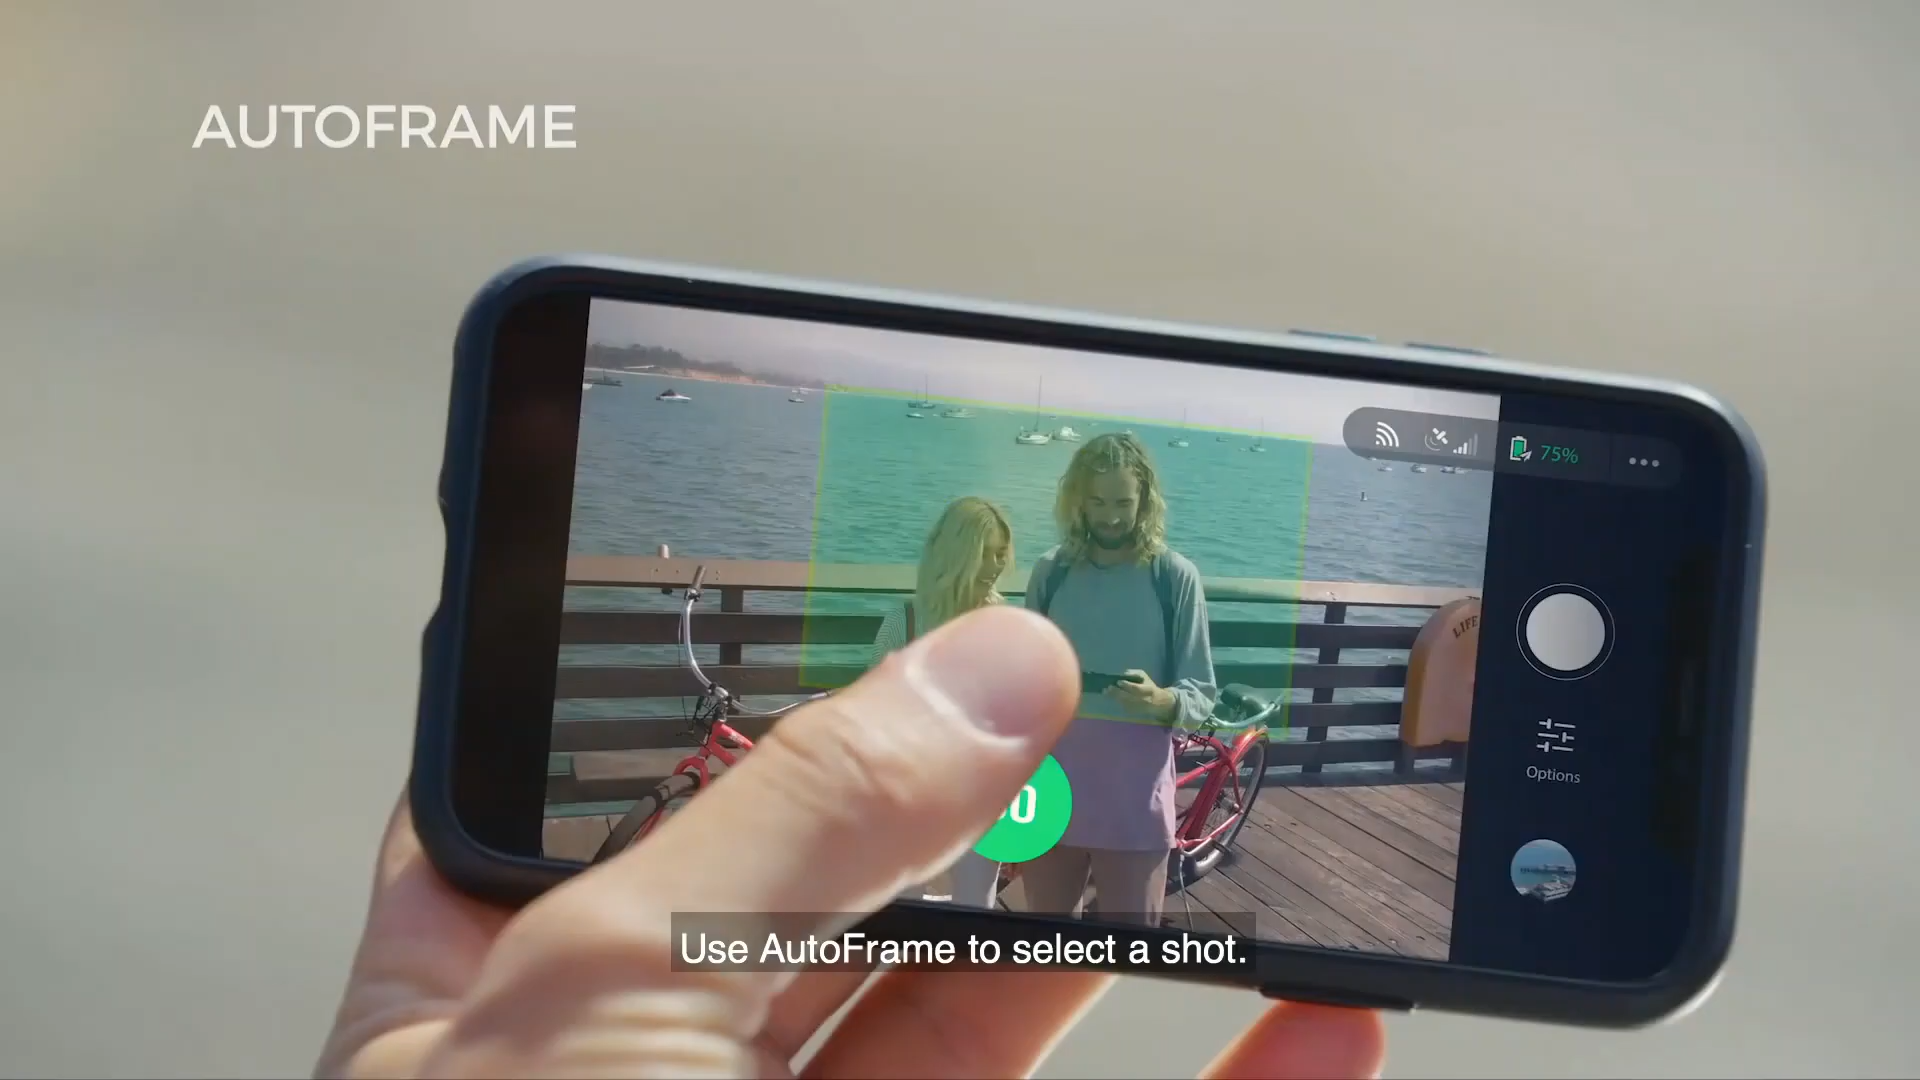 AUTOFRAME
75%
LIFE
Options
Use AutoFrame to select a shot.